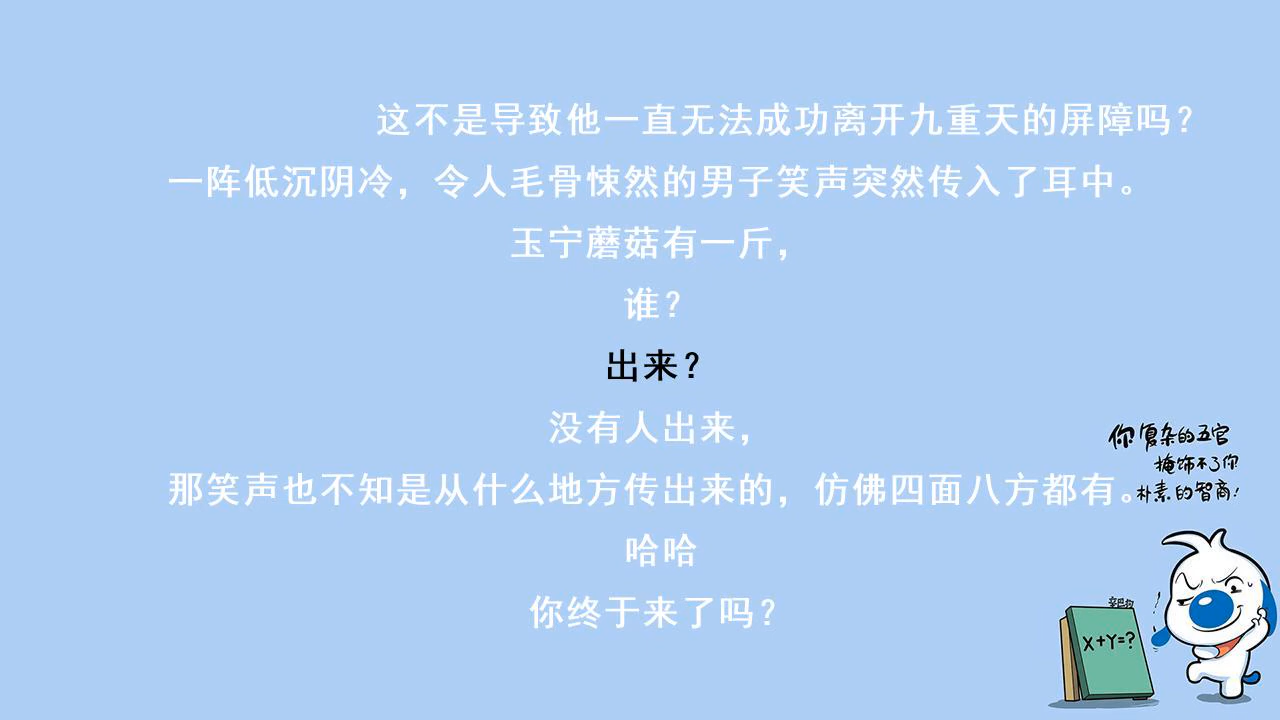 这不是导致他一直无法成功离开九重天的屏障吗?
一阵低沉阴冷，令人毛骨悚然的男子笑声突然传入了耳中。
玉宁蘑菇有一斤，
谁?
出来?
没有人出来，
那笑声也不知是从什么地方传出来的，仿佛四面八方都有。
哈哈
你终于来了吗?
你复杂的五官
掩饰不了你
朴素的智商!
X+Y=?